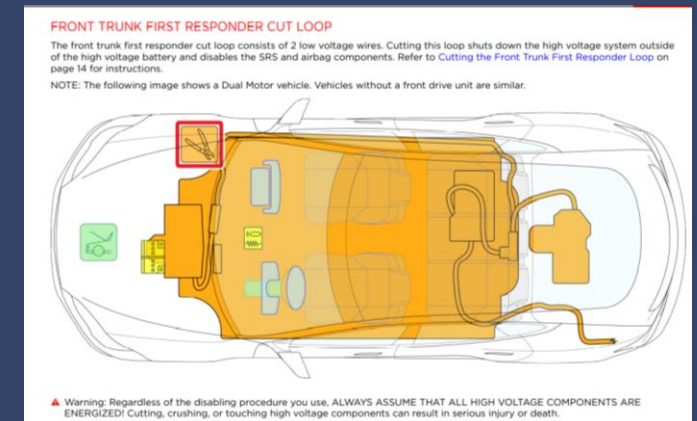 FRONT TRUNK FIRST RESPONDER CUT LOOP
The front trunk first responder cut loop consists of 2 low voltage wires. Cutting this loop shuts down the high voltage system outside
of the high voltage battery and disables the SRS and airbag components. Refer to Cutting the Front Trunk First Responder Loop on
page 14 for instructions.
NOTE: The following image shows a Dual Motor vehicle. Vehicles without a front drive unit are similar.
Warning: Regardless of the disabling procedure you use, ALWAYS ASSUME THAT ALL HIGH VOLTAGE COMPONENTS ARE
ENERGIZED! Cutting, crushing, or touching high voltage components can result in serious injury or death.